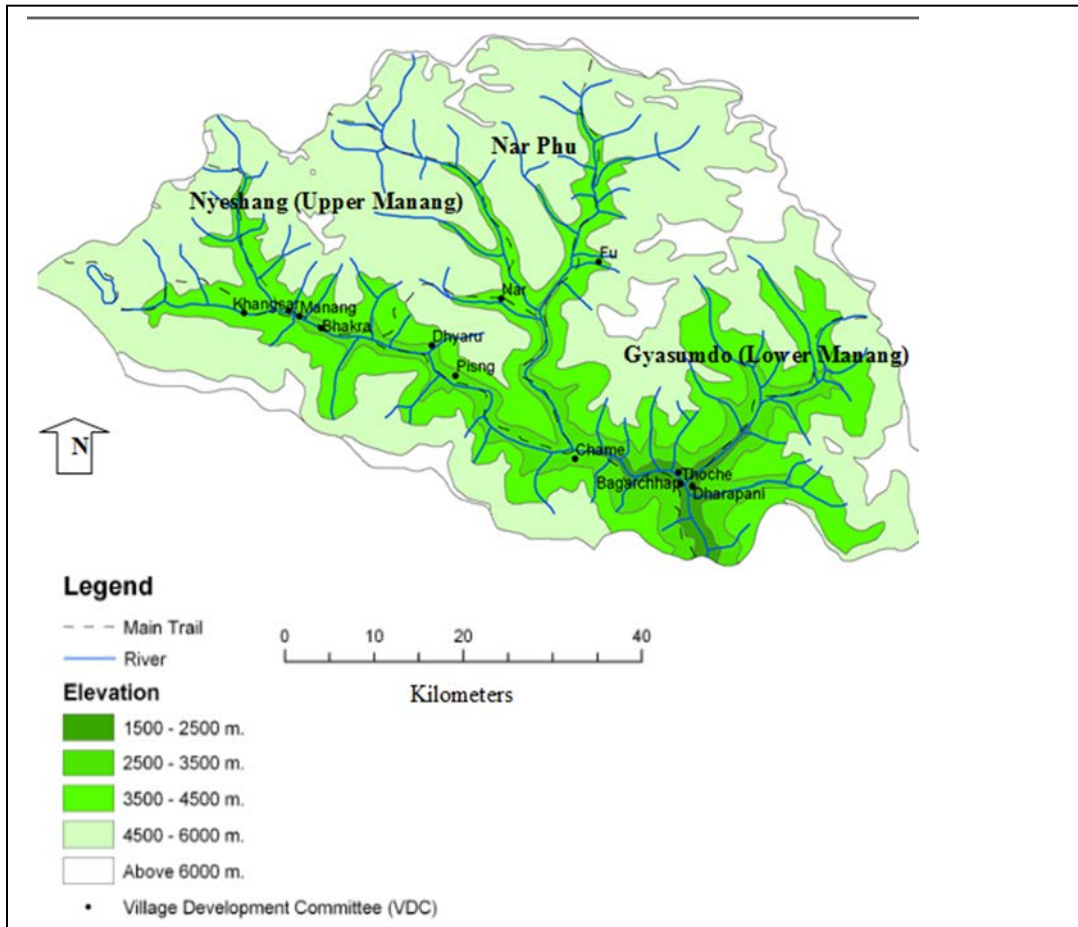 Nar Phu
Nyeshang (Upper Manang)
Fu
Nar
Khangsar Manang
Bhakra
Dhyaru
Gyasumdo (Lower Manang)
Pisng
N
Chame
Thoche
Bagarchhap
Dharapani
Legend
Main Trail
River
0 10 20 40
Kilometers
Elevation
1500 - 2500 m.
2500 - 3500 m.
3500 - 4500 m.
4500 - 6000 m.
Above 6000 m.
Village Development Committee (VDC)